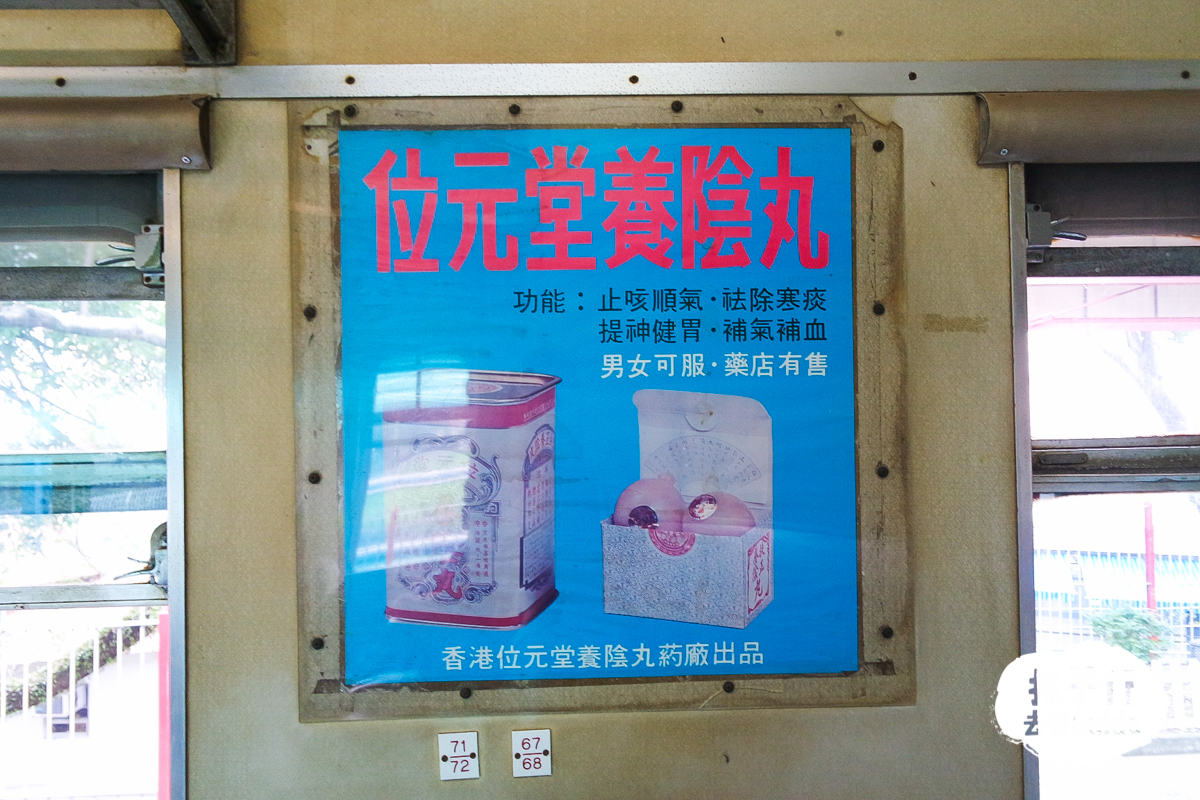 位元堂養陰丸
功能：止咳順氣·祛除寒痰
提神健胃·補氣補血
男女可服·藥店有售
香港位元堂養陰丸葯廠出品
71
72
67
68